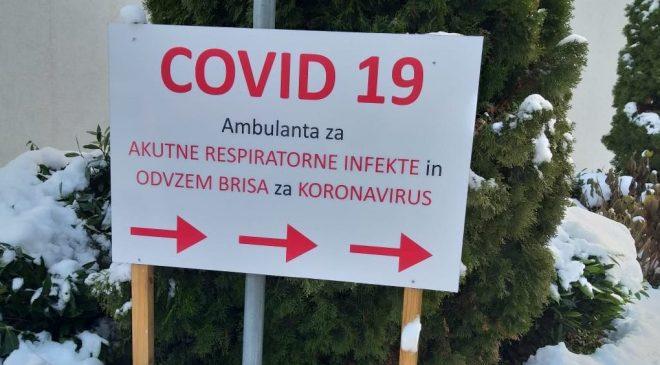 COVID 19
Ambulanta za
AKUTNE RESPIRATORNE INFEKTE in
ODVZEM BRISA za KORONAVIRUS